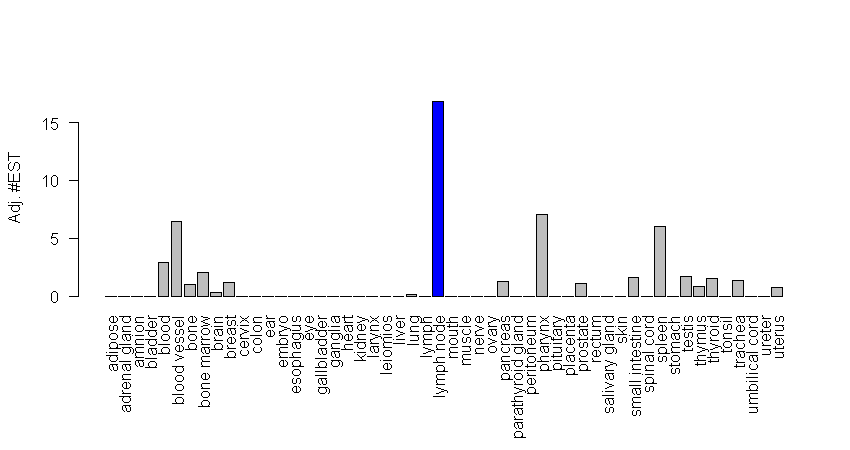 Adj. #EST
15
10
5
0
adipose
adrenal gland
amnion
bladder
blood
blood vessel
bone
bone marrow
brain
breast
cervix
colon
ear
embryo
esophagus
eye
gallbladder
ganglia
heart
kidney
larynx
leiomios
liver
lung
lymph
lymph node
mouth
muscle
nerve
ovary
pancreas
parathyroid gland
peritoneum
pharynx
pituitary
placenta
prostate
rectum
salivary gland
skin
small intestine
spinal cord
spleen
stomach
testis
thymus
thyroid
tonsil
trachea
umbilical cord
ureter
uterus